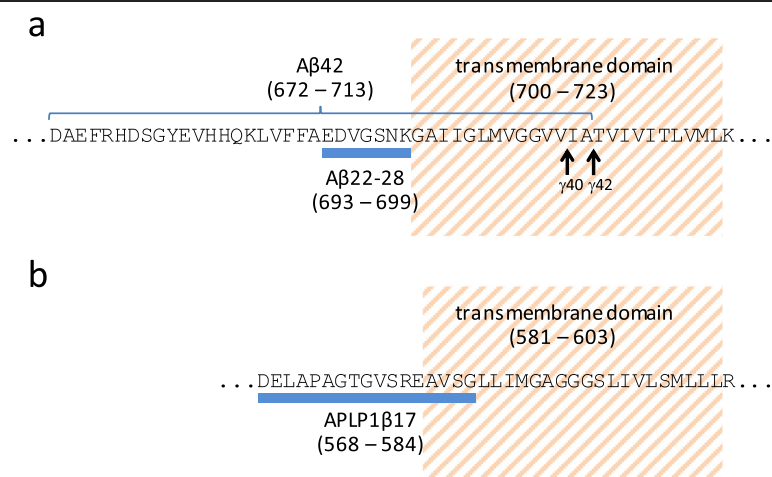 a
Aβ42
(672 – 713)
transmembrane domain
(700 – 723)
...DAEFRHDSGYEVHHQKLVFFAEDVGSNKGAIIGLMVGGVVIATVIVITLVMLK...
Aβ22-28
(693 – 699)
γ40 γ42
b
transmembrane domain
(581 – 603)
...DELAPAGTGVSREAVSGLLIMGAGGGSLIVLSMLLLR...
APLP1β17
(568 – 584)